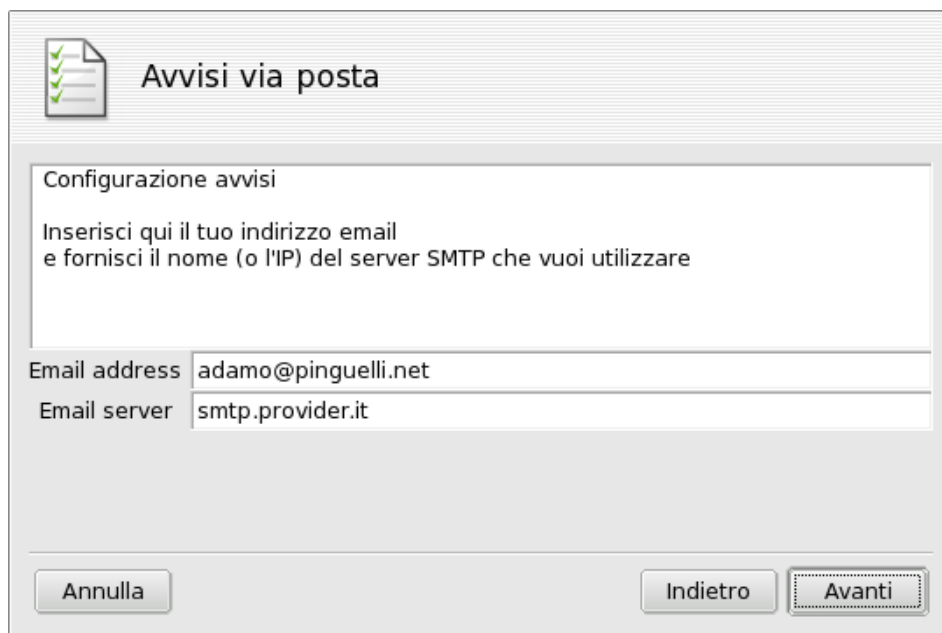 Avvisi via posta
Configurazione avvisi
Inserisci qui il tuo indirizzo email
e fornisci il nome (o l'IP) del server SMTP che vuoi utilizzare
Email address adamo@pinguelli.net
Email server smtp.provider.it
Annulla Indietro Avanti